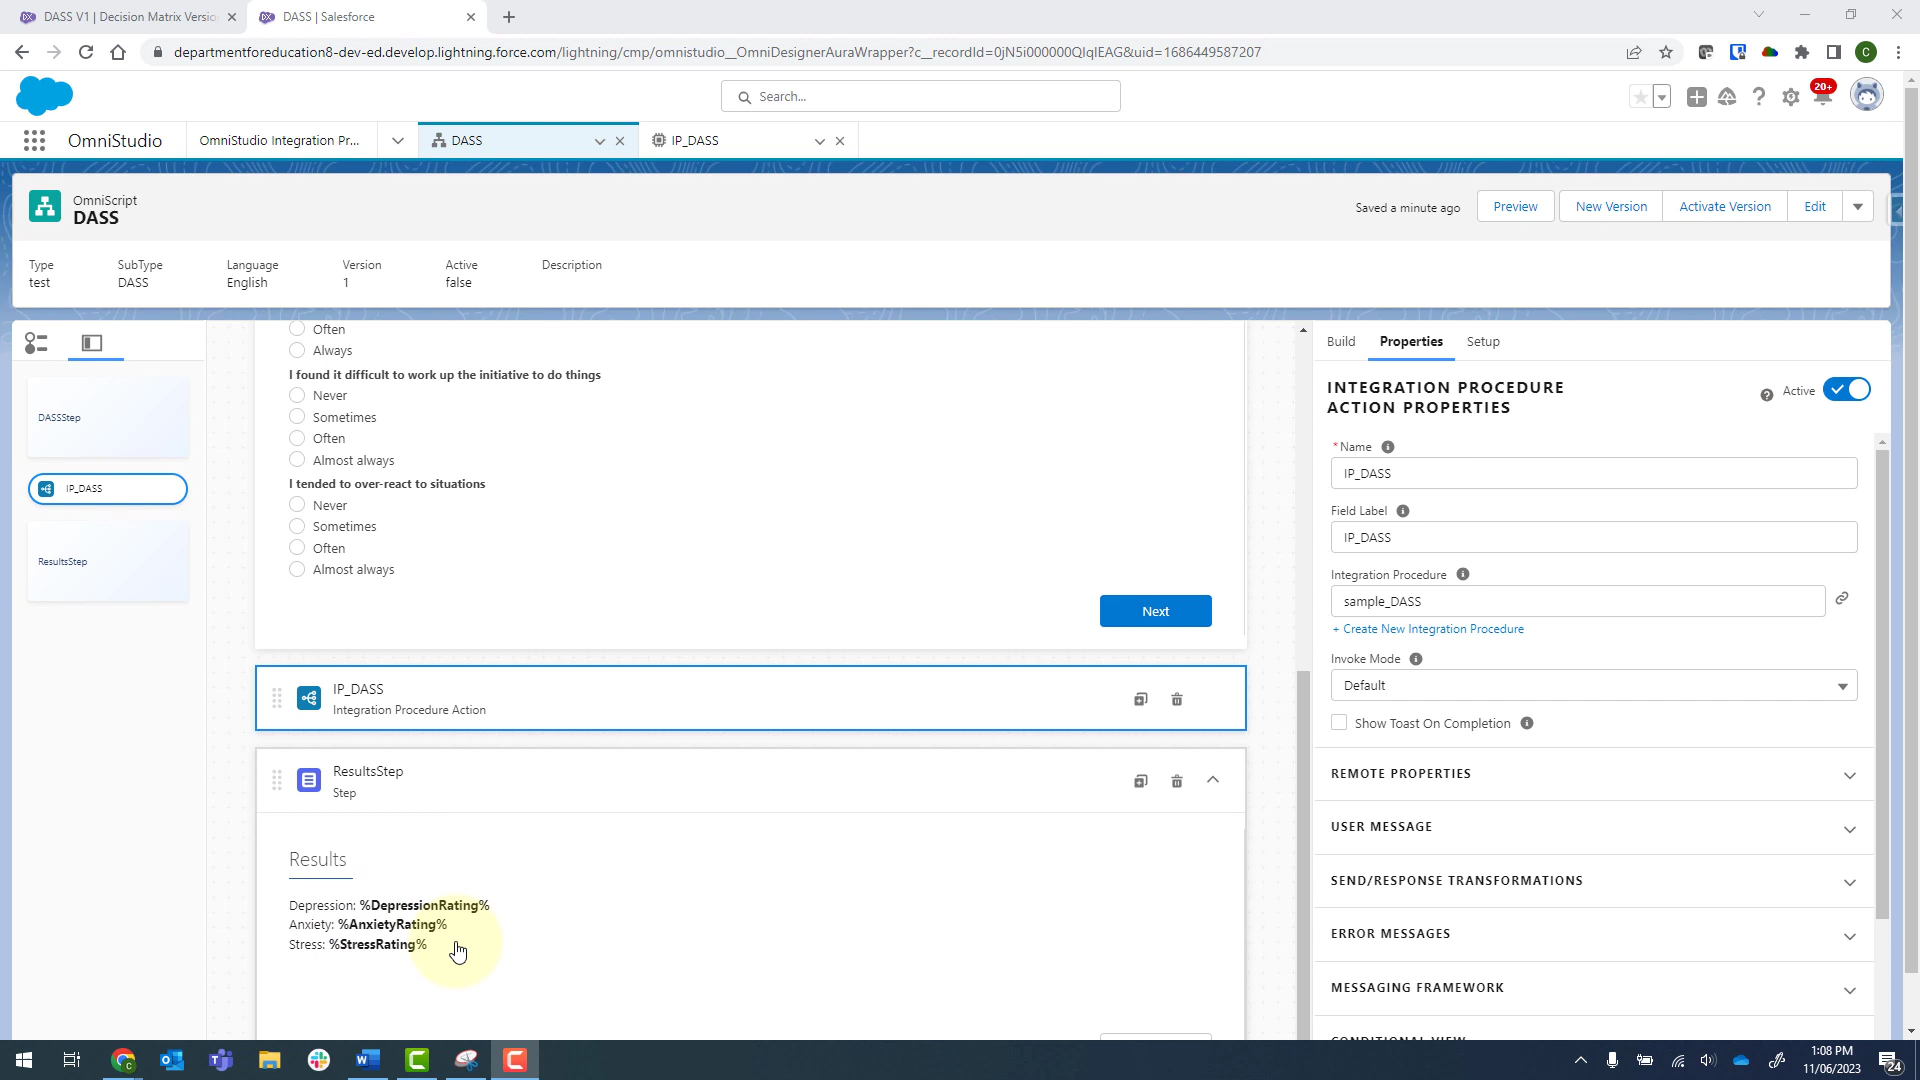 DASS V1 | Decision Matrix Versio
DASS | Salesforce
departmentforeducation8-dev-ed.develop.lightning.force.com/lightning/cmp/omnistudio__OmniDesignerAuraWrapper?c__recordId=0jN5i000000QIqIEAG&uid=1686449587207
C
Search...
20+
OmniStudio
OmniStudio Integration Pr...
DASS
IP_DASS
OmniScript
DASS
Saved a minute ago
Preview
New Version
Activate Version
Edit
Type
SubType
Language
Version
Active
Description
test
DASS
English
1
false
DASSStep
IP_DASS
ResultsStep
Often
Always
I found it difficult to work up the initiative to do things
Never
Sometimes
Often
Almost always
I tended to over-react to situations
Never
Sometimes
Often
Almost always
Next
IP_DASS
Integration Procedure Action
ResultsStep
Step
Results
Depression: %DepressionRating%
Anxiety: %AnxietyRating%
Stress: %StressRating%
Build
Properties
Setup
INTEGRATION PROCEDURE
ACTION PROPERTIES
Active
*Name
IP_DASS
Field Label
IP_DASS
Integration Procedure
sample_DASS
+ Create New Integration Procedure
Invoke Mode
Default
Show Toast On Completion
REMOTE PROPERTIES
USER MESSAGE
SEND/RESPONSE TRANSFORMATIONS
ERROR MESSAGES
MESSAGING FRAMEWORK
CONDITIONAL VIEW
1:08 PM
11/06/2023
24